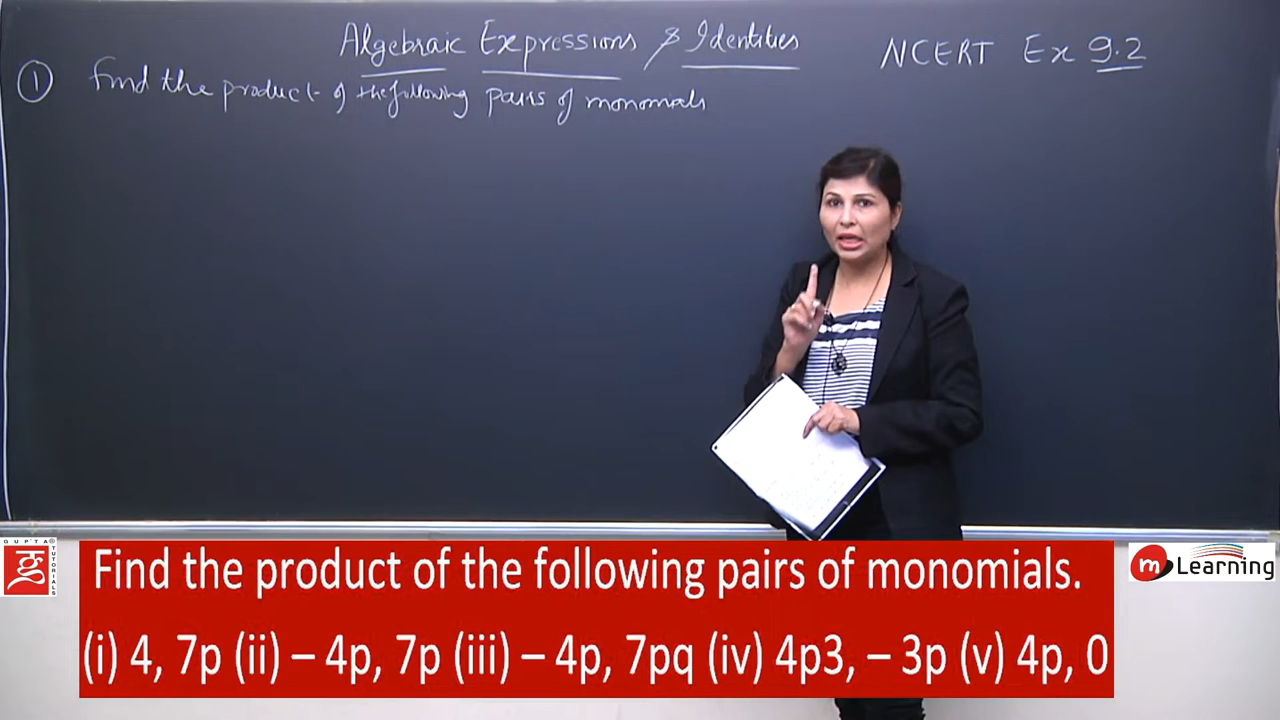 Algebraic Expressions & Identities NCERT Ex 9.2
① Find the product of the following pairs of monomials
GUPTA®
TUTORIALS
Find the product of the following pairs of monomials.
m Learning
(i) 4, 7p (ii) – 4p, 7p (iii) – 4p, 7pq (iv) 4p3, – 3p (v) 4p, 0